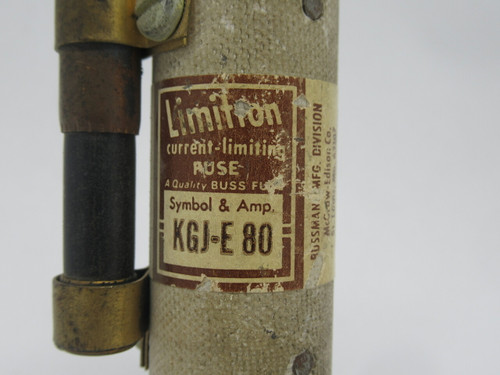 Limitron
current-limiting
FUSE
A Quality BUSS FU
Symbol & Amp.
KGJ-E 80
BUSSMAN MFG. DIVISION
McGraw-Edison Co.